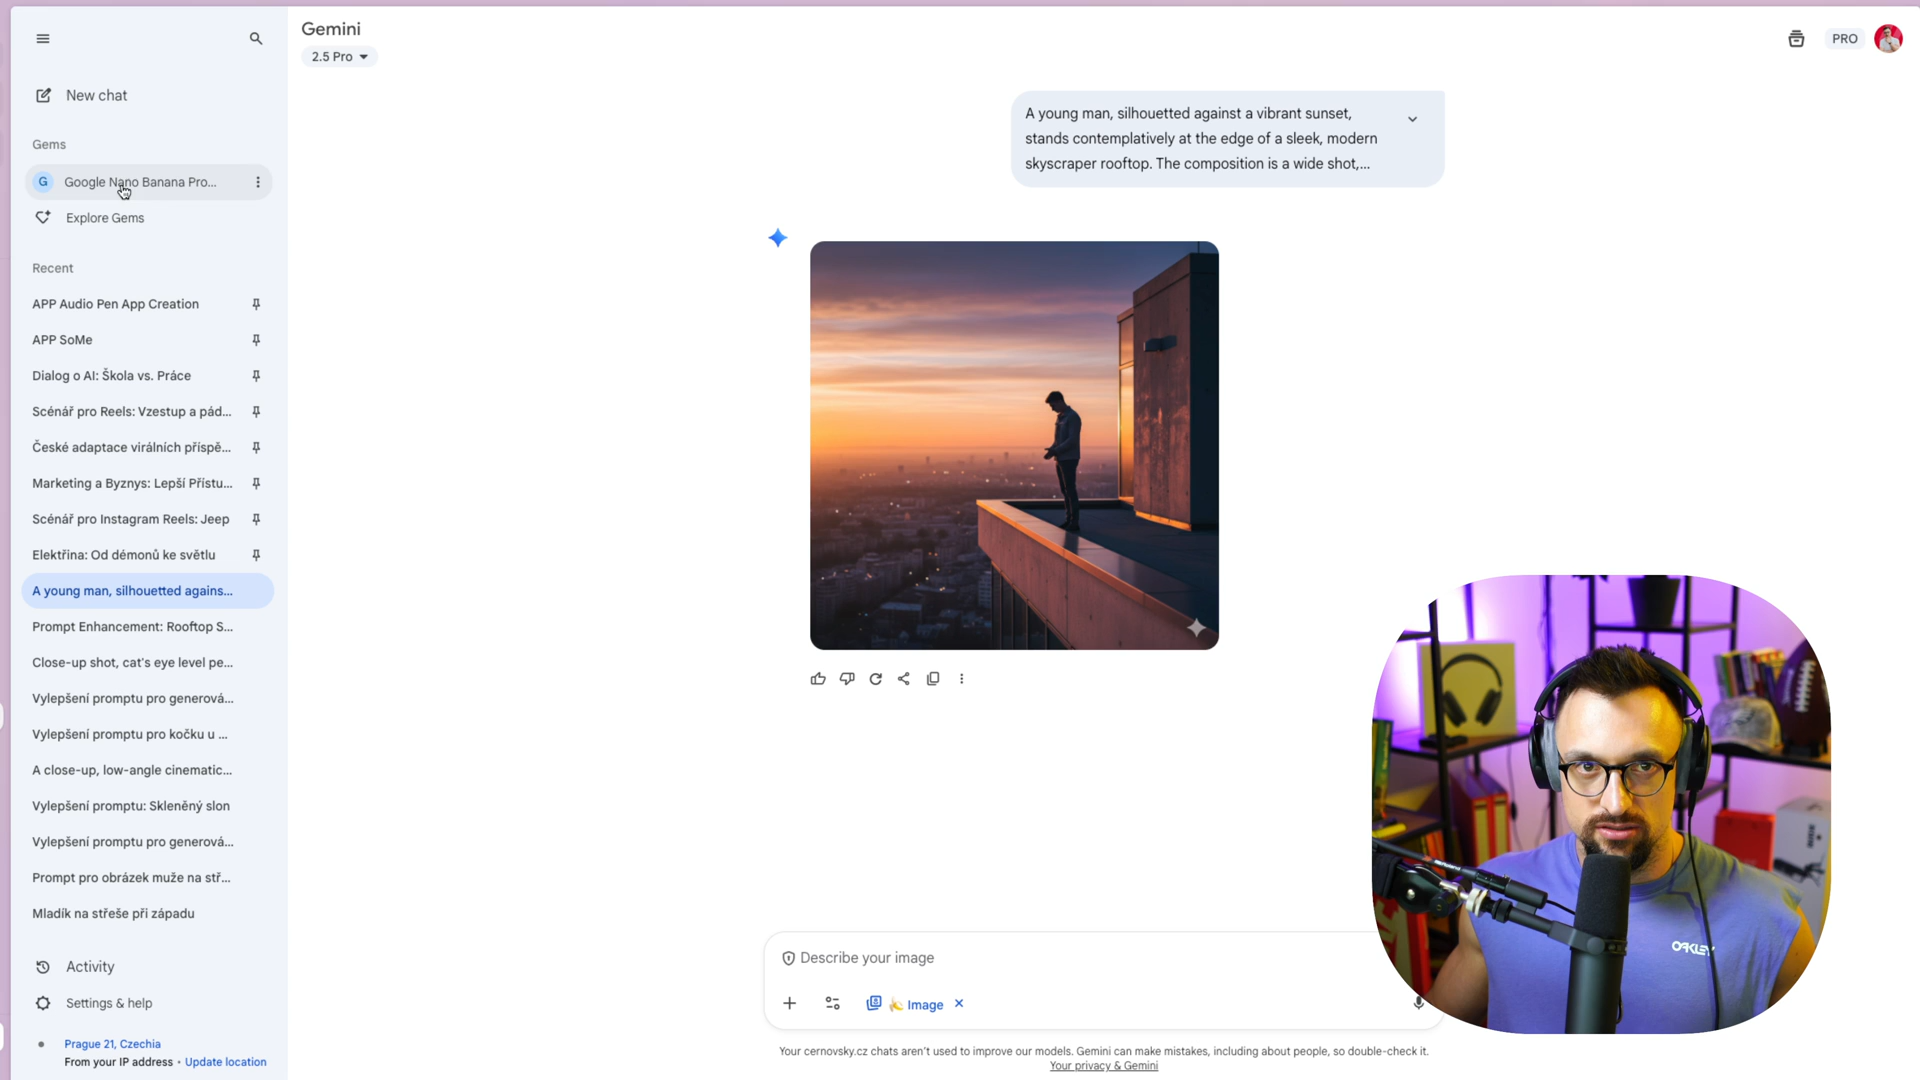 Gemini
2.5 Pro
PRO
New chat
Gems
G
Google Nano Banana Pro...
Explore Gems
Recent
APP Audio Pen App Creation
APP SoMe
Dialog o AI: Škola vs. Práce
Scénář pro Reels: Vzestup a pád...
České adaptace virálních příspě...
Marketing a Byznys: Lepší Přístu...
Scénář pro Instagram Reels: Jeep
Elektřina: Od démonů ke světlu
A young man, silhouetted agains...
Prompt Enhancement: Rooftop S...
Close-up shot, cat's eye level pe...
Vylepšení promptu pro generová...
Vylepšení promptu pro kočku u ...
A close-up, low-angle cinematic...
Vylepšení promptu: Skleněný slon
Vylepšení promptu pro generová...
Prompt pro obrázek muže na stř...
Mladík na střeše při západu
Activity
Settings & help
Prague 21, Czechia
From your IP address • Update location
A young man, silhouetted against a vibrant sunset,
stands contemplatively at the edge of a sleek, modern
skyscraper rooftop. The composition is a wide shot,...
Describe your image
Image
Your cernovsky.cz chats aren't used to improve our models. Gemini can make mistakes, including about people, so double-check it.
Your privacy & Gemini
OAKLEY